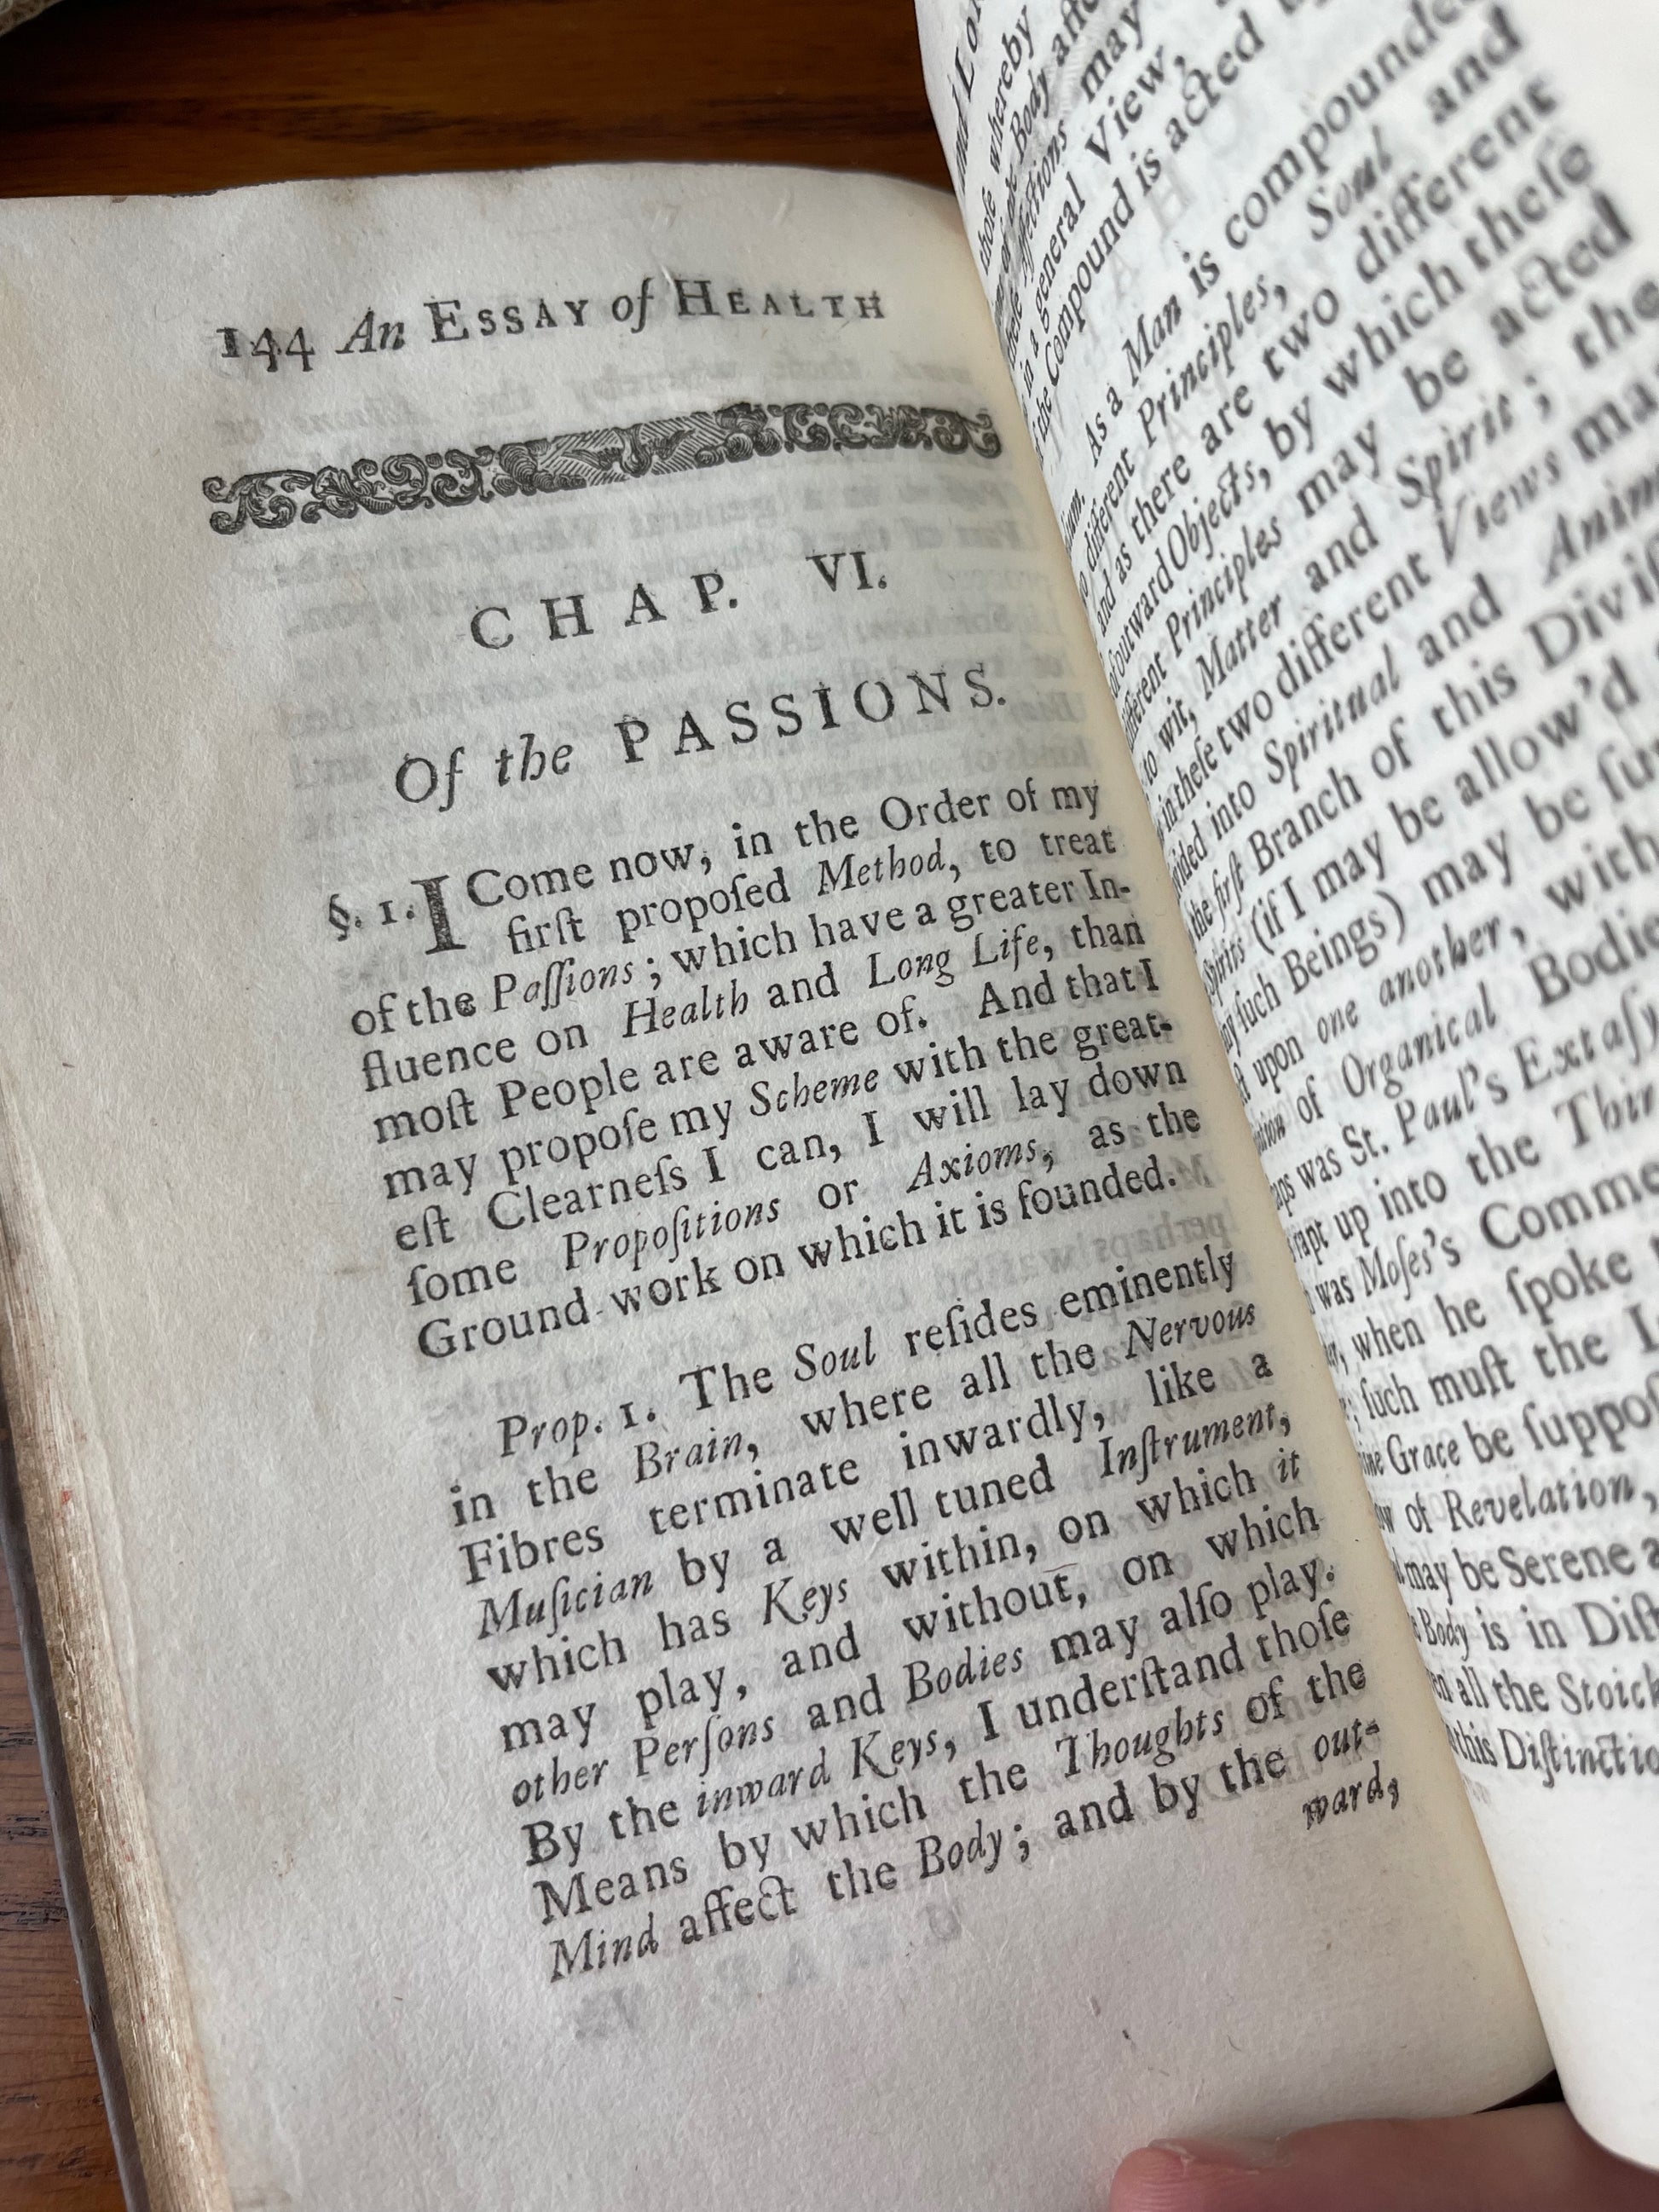 144 An ESSAY of HEALTH
CHAP. VI.
Of the PASSIONS.
§. 1. I Come now, in the Order of my
firſt propoſed Method, to treat
of the Paſſions; which have a greater In-
fluence on Health and Long Life, than
moſt People are aware of. And that I
may propoſe my Scheme with the great-
eſt Clearneſs I can, I will lay down
ſome Propoſitions or Axioms, as the
Ground-work on which it is founded.
Prop. 1. The Soul reſides eminently
in the Brain, where all the Nervous
Fibres terminate inwardly, like a
Muſician by a well tuned Inſtrument,
which has Keys within, on which it
may play, and without, on which
other Perſons and Bodies may alſo play.
By the inward Keys, I underſtand thoſe
Means by which the Thoughts of the
Mind affect the Body; and by the out-
ward,
and
thoſe whereby
Body
may
in a general View,
the Compound is acted
As a Man is compounded
different Principles, Soul and
and as there are two different
of outward Objects, by which theſe
different Principles may be acted
to wit, Matter and Spirit; the
in theſe two different Views
into Spiritual and
the firſt Branch of this
Spirits (if I may be allow'd
ſuch Beings) may be
upon one another, with
of Organical
was St. Paul's Extaſy
rapt up into the
was Moſes's
when he ſpoke
ſuch muſt the
Grace be
of Revelation,
may be Serene
Body is in
all the
this